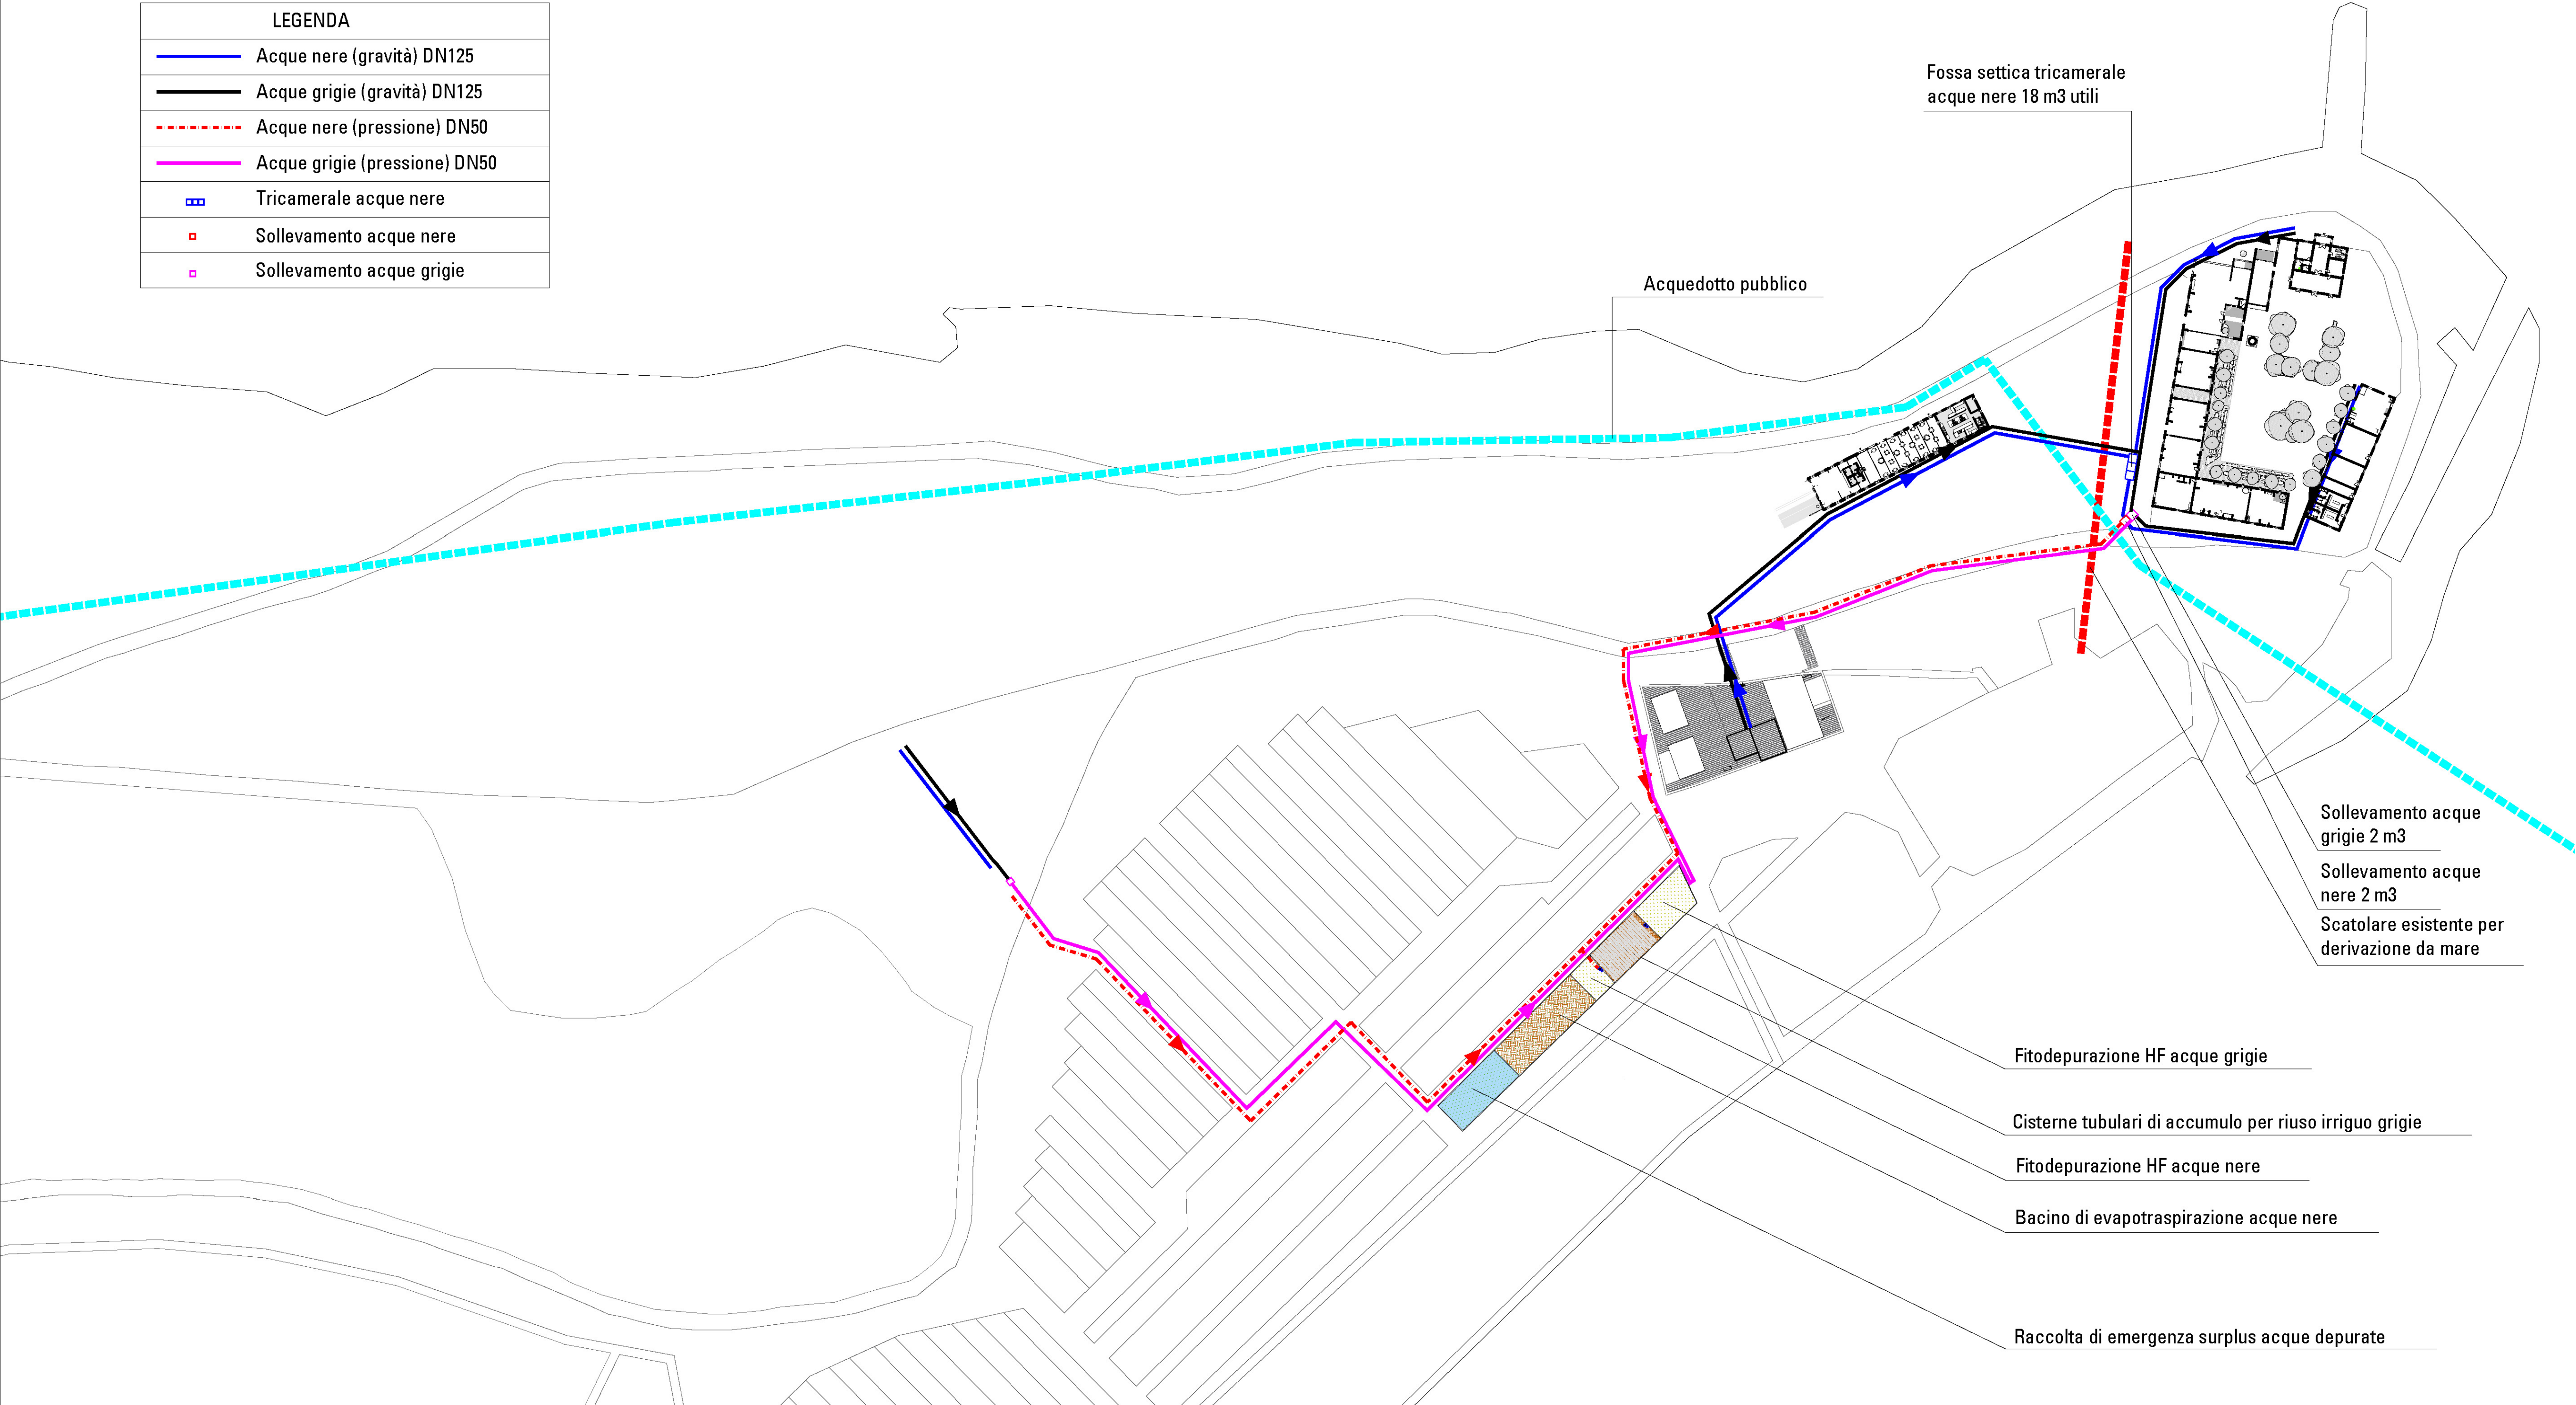 LEGENDA
Acque nere (gravità) DN125
Acque grigie (gravità) DN125
Acque nere (pressione) DN50
Acque grigie (pressione) DN50
Tricamerale acque nere
Sollevamento acque nere
Sollevamento acque grigie
Fossa settica tricamerale
acque nere 18 m3 utili
Acquedotto pubblico
Sollevamento acque
grigie 2 m3
Sollevamento acque
nere 2 m3
Scatolare esistente per
derivazione da mare
Fitodepurazione HF acque grigie
Cisterne tubulari di accumulo per riuso irriguo grigie
Fitodepurazione HF acque nere
Bacino di evapotraspirazione acque nere
Raccolta di emergenza surplus acque depurate